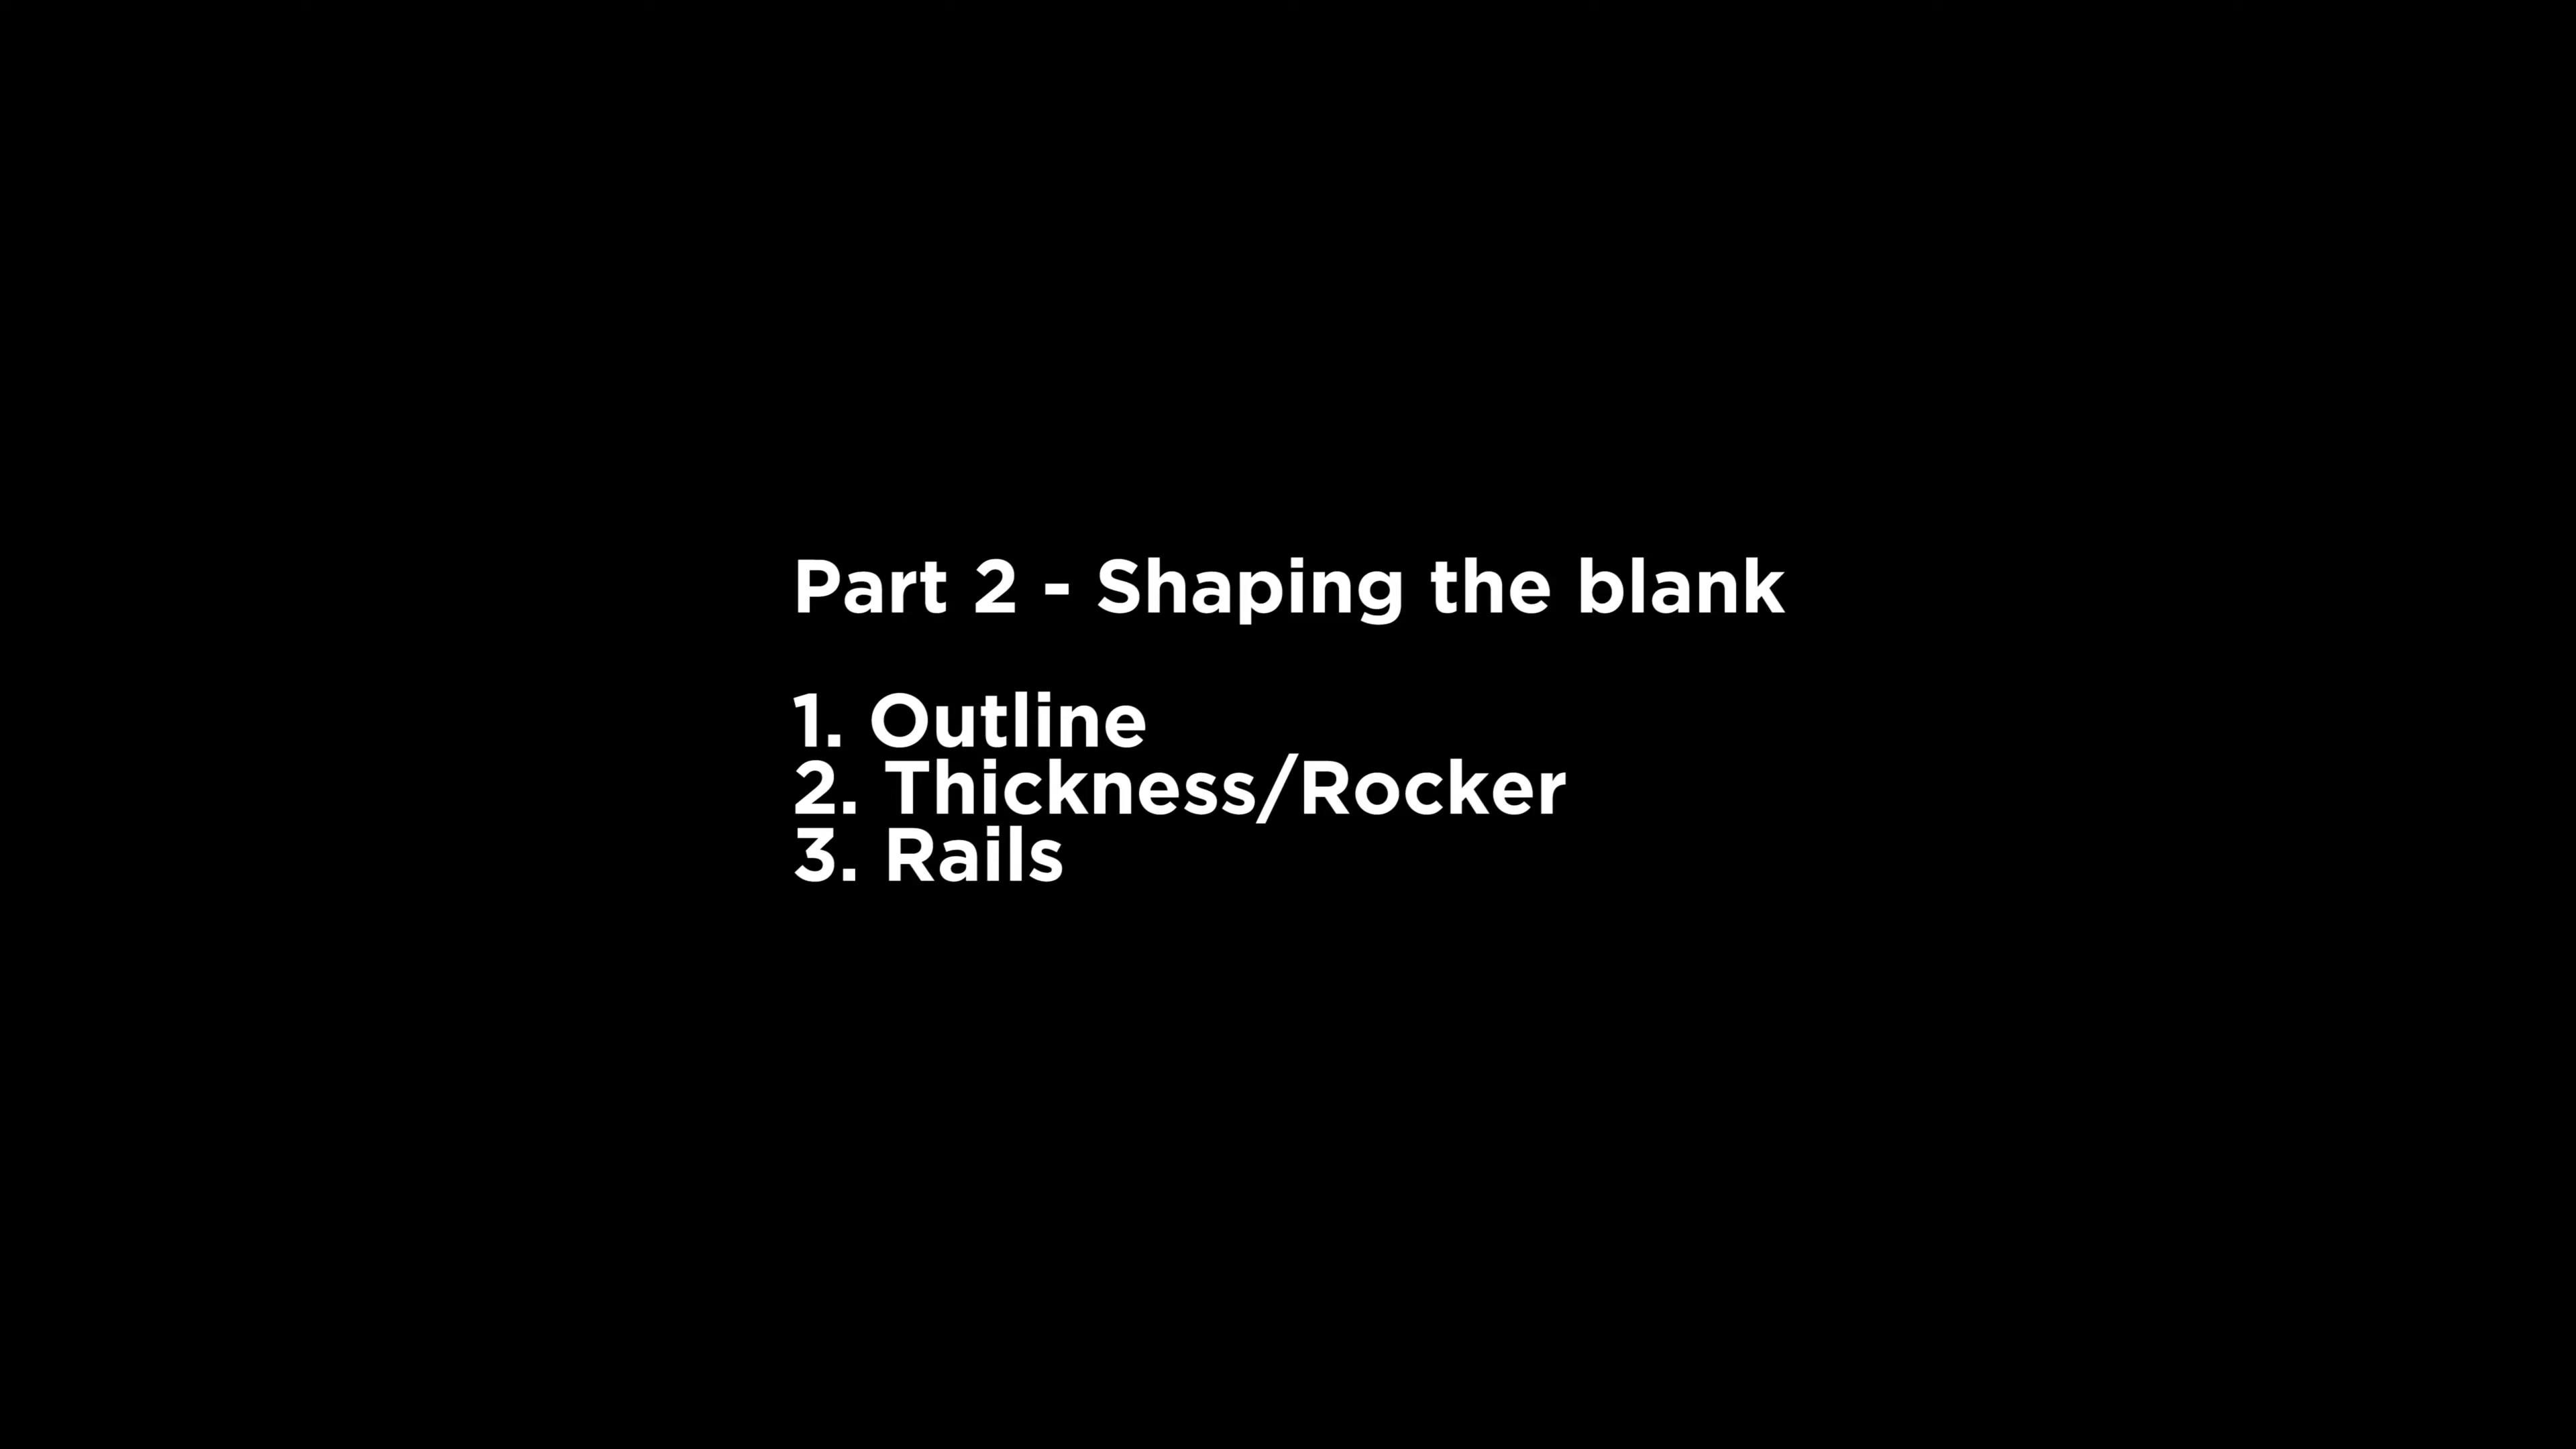 Part 2 - Shaping the blank
1. Outline
2. Thickness/Rocker
3. Rails